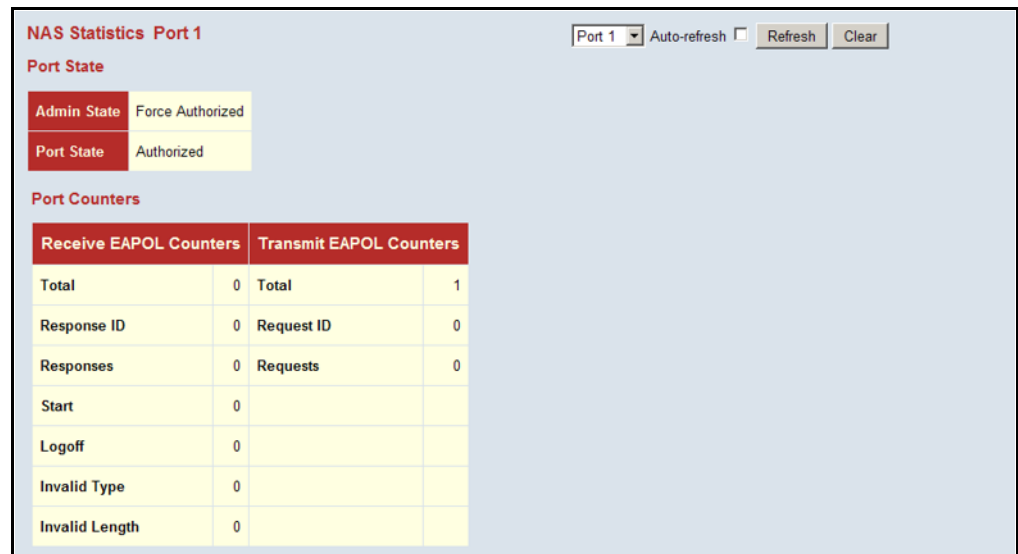 NAS Statistics Port 1 Port 1 Auto-refresh Refresh Clear
Port State
Admin State Force Authorized
Port State Authorized
Port Counters
Receive EAPOL Counters Transmit EAPOL Counters
Total 0 Total 1
Response ID 0 Request ID 0
Responses 0 Requests 0
Start 0
Logoff 0
Invalid Type 0
Invalid Length 0